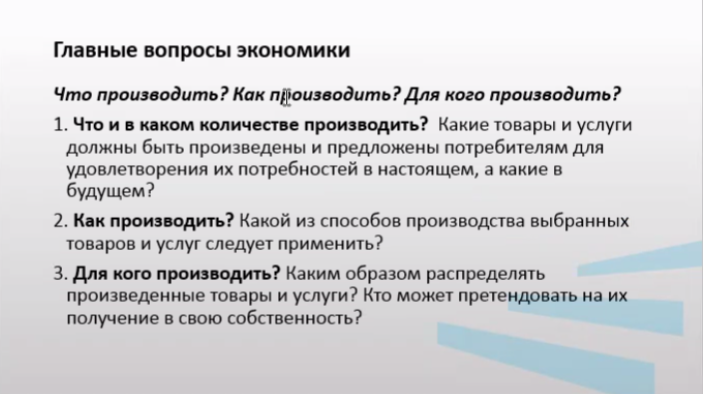 Главные вопросы экономики
Что производить? Как производить? Для кого производить?
1. Что и в каком количестве производить? Какие товары и услуги
должны быть произведены и предложены потребителям для
удовлетворения их потребностей в настоящем, а какие в
будущем?
2. Как производить? Какой из способов производства выбранных
товаров и услуг следует применить?
3. Для кого производить? Каким образом распределять
произведенные товары и услуги? Кто может претендовать на их
получение в свою собственность?